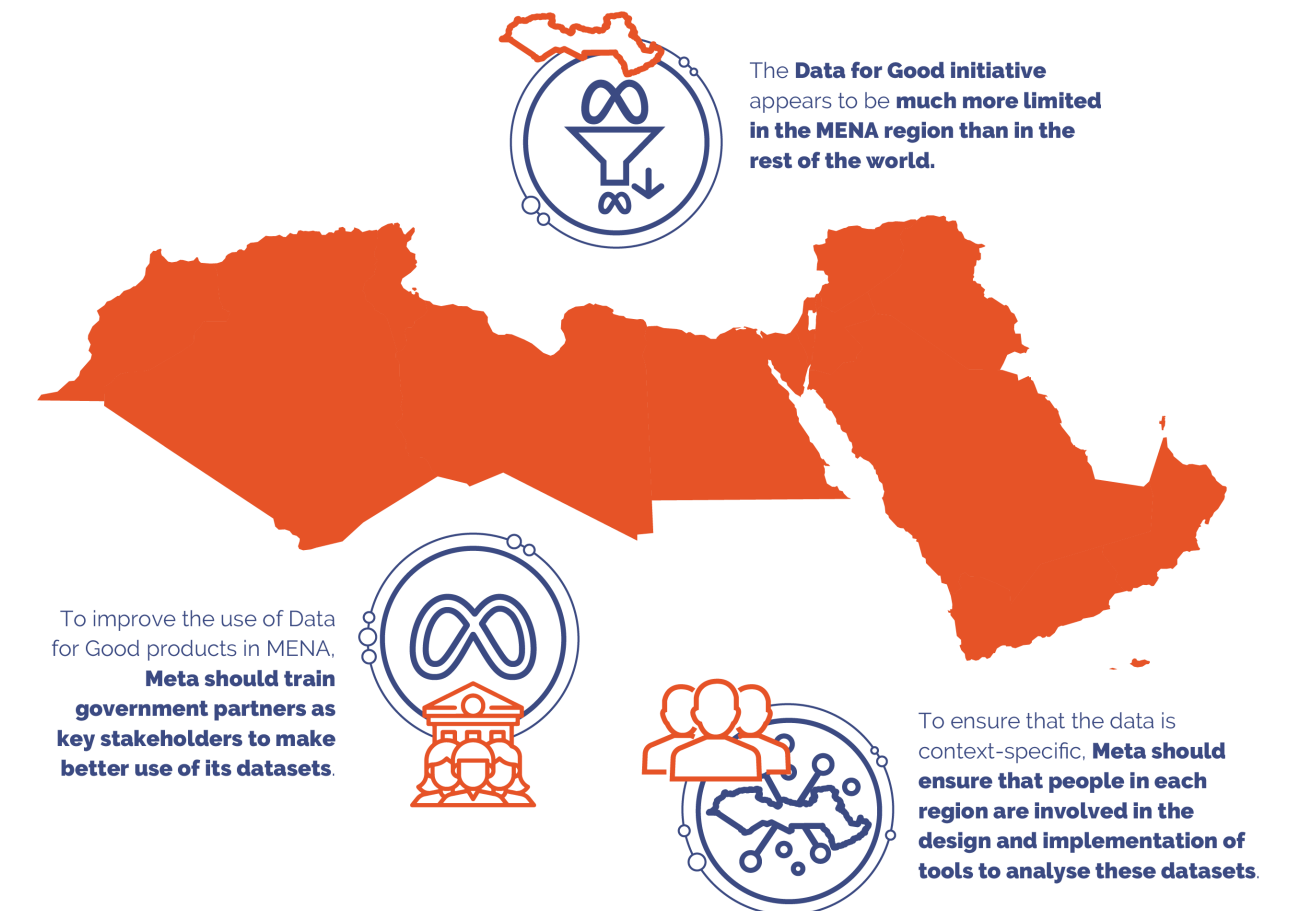 The Data for Good initiative
appears to be much more limited
in the MENA region than in the
rest of the world.
To improve the use of Data
for Good products in MENA,
Meta should train
government partners as
key stakeholders to make
better use of its datasets.
To ensure that the data is
context-specific, Meta should
ensure that people in each
region are involved in the
design and implementation of
tools to analyse these datasets.